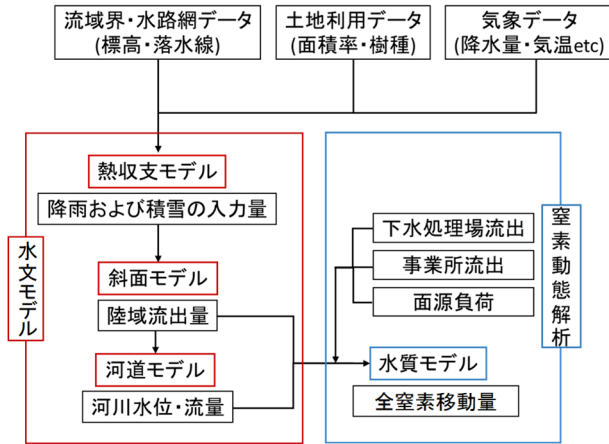 流域界・水路網データ
(標高・落水線)
土地利用データ
(面積率・樹種)
気象データ
(降水量・気温etc)
水文モデル
熱収支モデル
降雨および積雪の入力量
斜面モデル
陸域流出量
河道モデル
河川水位・流量
下水処理場流出
事業所流出
面源負荷
水質モデル
全窒素移動量
窒素動態解析